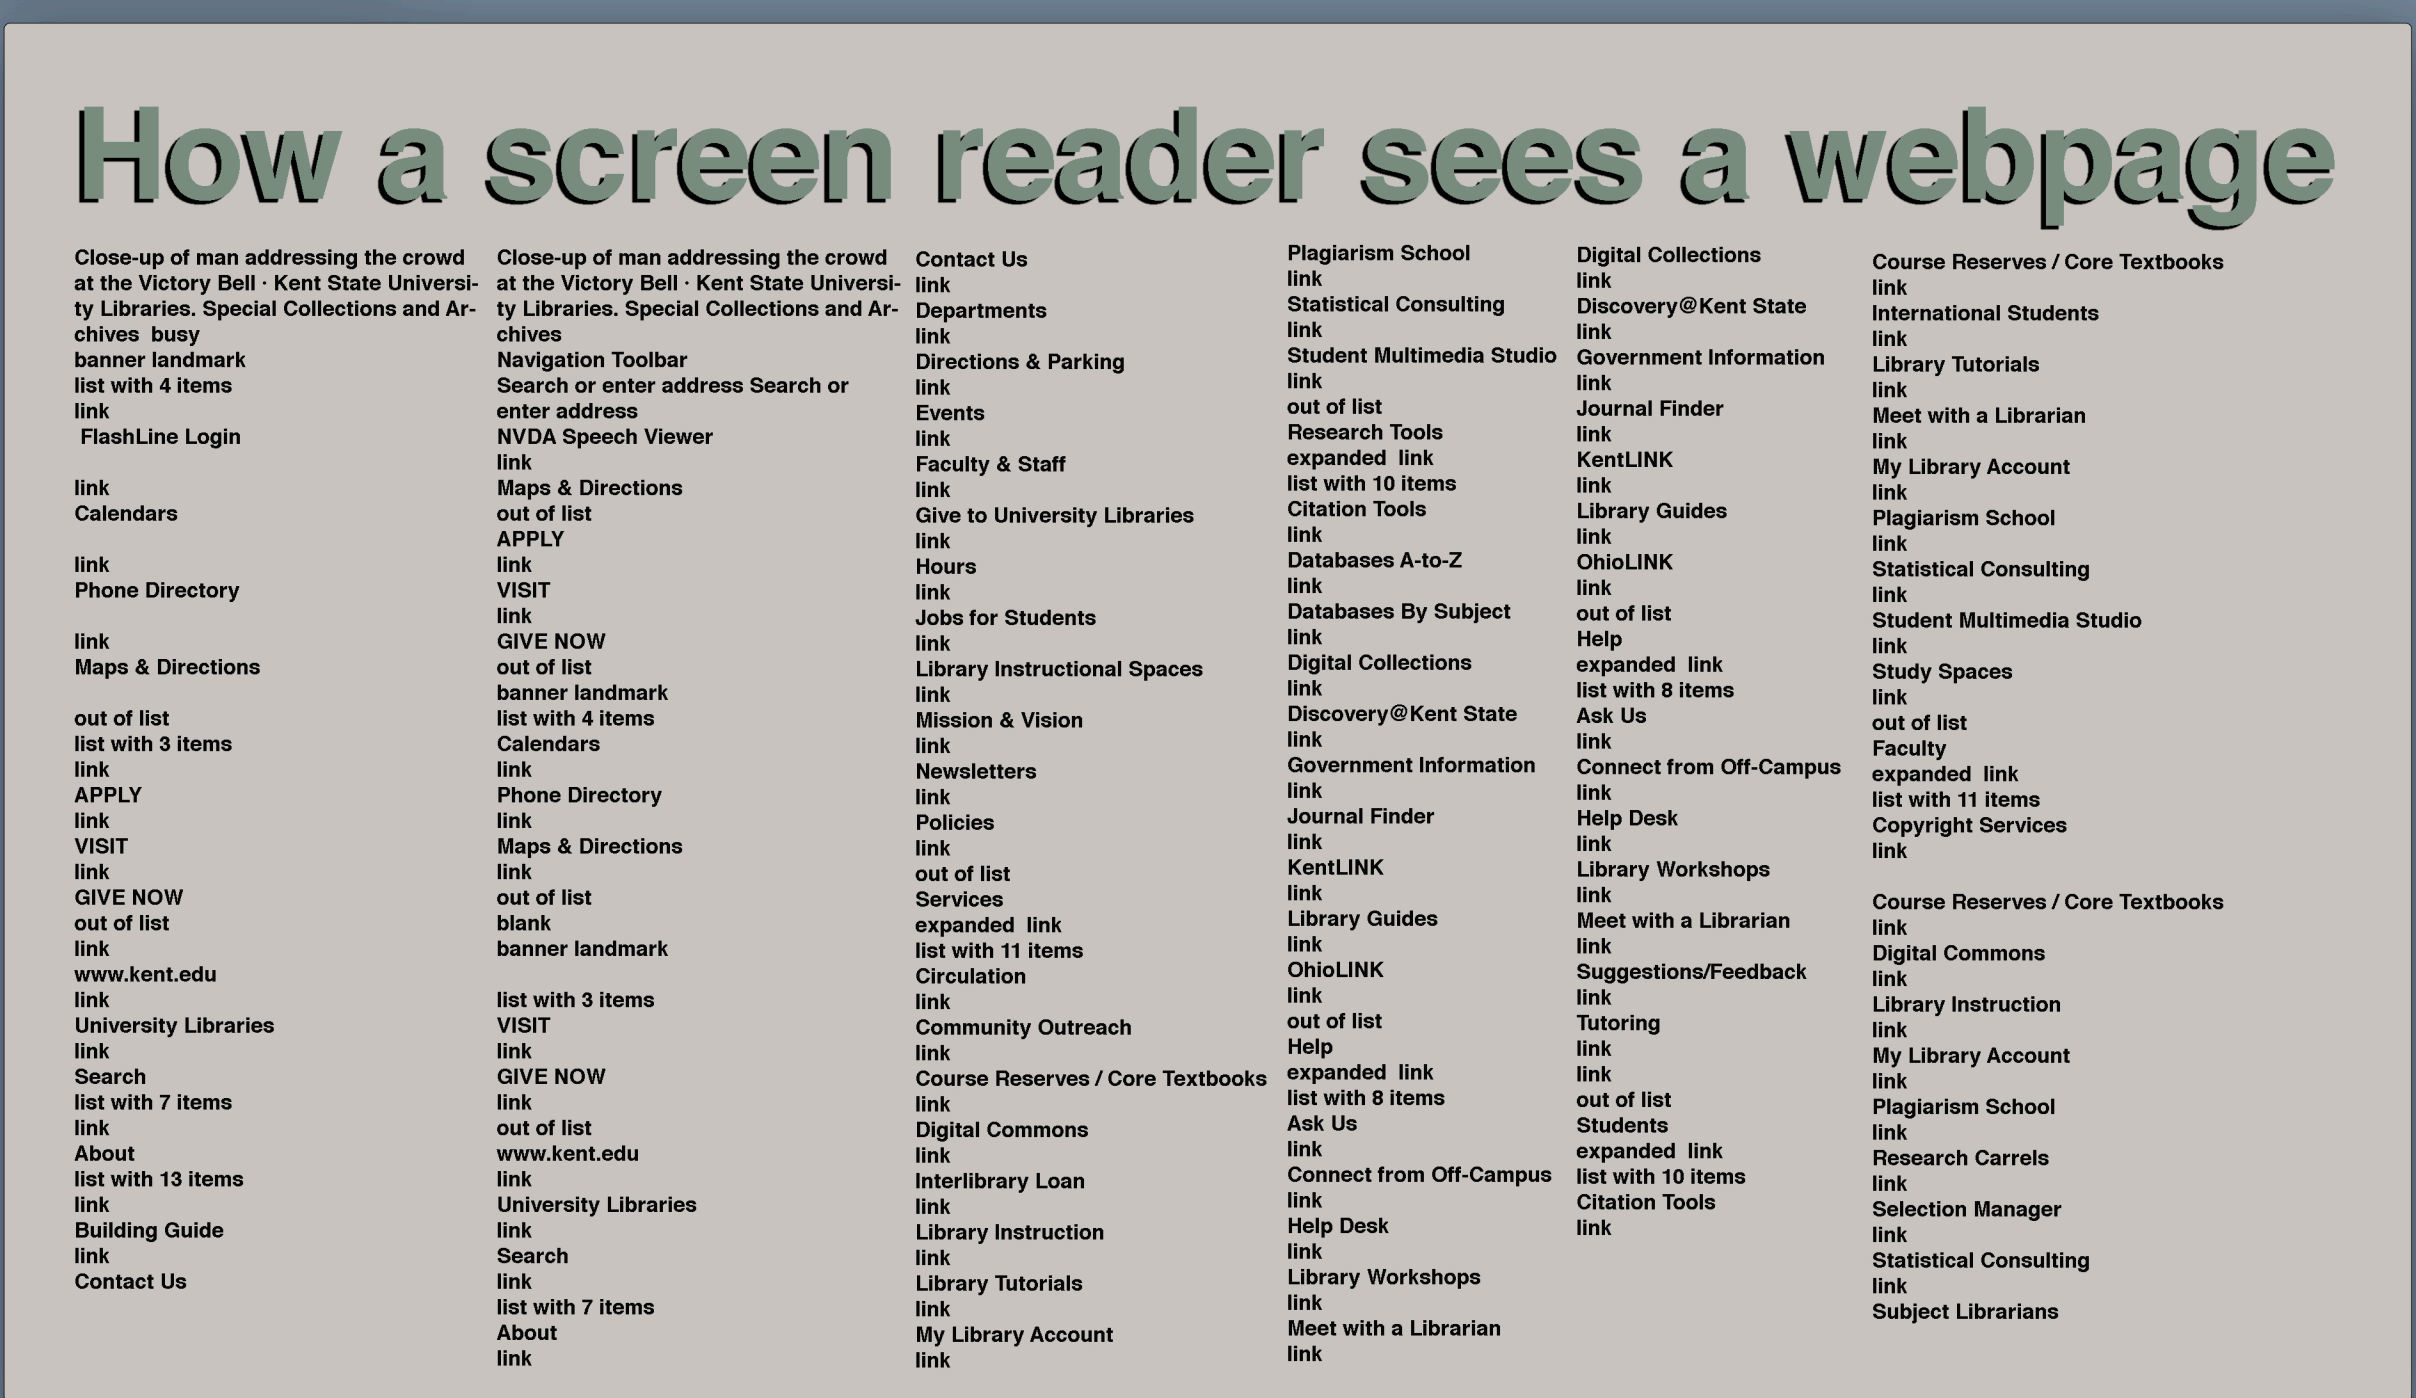 How a screen reader sees a webpage
Close-up of man addressing the crowd
at the Victory Bell · Kent State Universi-
ty Libraries. Special Collections and Ar-
chives  busy
banner landmark
list with 4 items
link
FlashLine Login
link
Calendars
link
Phone Directory
link
Maps & Directions
out of list
list with 3 items
link
APPLY
link
VISIT
link
GIVE NOW
out of list
link
www.kent.edu
link
University Libraries
link
Search
list with 7 items
link
About
list with 13 items
link
Building Guide
link
Contact Us
Close-up of man addressing the crowd
at the Victory Bell · Kent State Universi-
ty Libraries. Special Collections and Ar-
chives
Navigation Toolbar
Search or enter address Search or
enter address
NVDA Speech Viewer
link
Maps & Directions
out of list
APPLY
link
VISIT
link
GIVE NOW
out of list
banner landmark
list with 4 items
Calendars
link
Phone Directory
link
Maps & Directions
link
out of list
blank
banner landmark
list with 3 items
VISIT
link
GIVE NOW
link
out of list
www.kent.edu
link
University Libraries
link
Search
link
list with 7 items
About
link
Contact Us
link
Departments
link
Directions & Parking
link
Events
link
Faculty & Staff
link
Give to University Libraries
link
Hours
link
Jobs for Students
link
Library Instructional Spaces
link
Mission & Vision
link
Newsletters
link
Policies
link
out of list
Services
expanded  link
list with 11 items
Circulation
link
Community Outreach
link
Course Reserves / Core Textbooks
link
Digital Commons
link
Interlibrary Loan
link
Library Instruction
link
Library Tutorials
link
My Library Account
link
Plagiarism School
link
Statistical Consulting
link
Student Multimedia Studio
link
out of list
Research Tools
expanded  link
list with 10 items
Citation Tools
link
Databases A-to-Z
link
Databases By Subject
link
Digital Collections
link
Discovery@Kent State
link
Government Information
link
Journal Finder
link
KentLINK
link
Library Guides
link
OhioLINK
link
out of list
Help
expanded  link
list with 8 items
Ask Us
link
Connect from Off-Campus
link
Help Desk
link
Library Workshops
link
Meet with a Librarian
link
Digital Collections
link
Discovery@Kent State
link
Government Information
link
Journal Finder
link
KentLINK
link
Library Guides
link
OhioLINK
link
out of list
Help
expanded  link
list with 8 items
Ask Us
link
Connect from Off-Campus
link
Help Desk
link
Library Workshops
link
Meet with a Librarian
link
Suggestions/Feedback
link
Tutoring
link
link
out of list
Students
expanded  link
list with 10 items
Citation Tools
link
Course Reserves / Core Textbooks
link
International Students
link
Library Tutorials
link
Meet with a Librarian
link
My Library Account
link
Plagiarism School
link
Statistical Consulting
link
Student Multimedia Studio
link
Study Spaces
link
out of list
Faculty
expanded  link
list with 11 items
Copyright Services
link
Course Reserves / Core Textbooks
link
Digital Commons
link
Library Instruction
link
My Library Account
link
Plagiarism School
link
Research Carrels
link
Selection Manager
link
Statistical Consulting
link
Subject Librarians